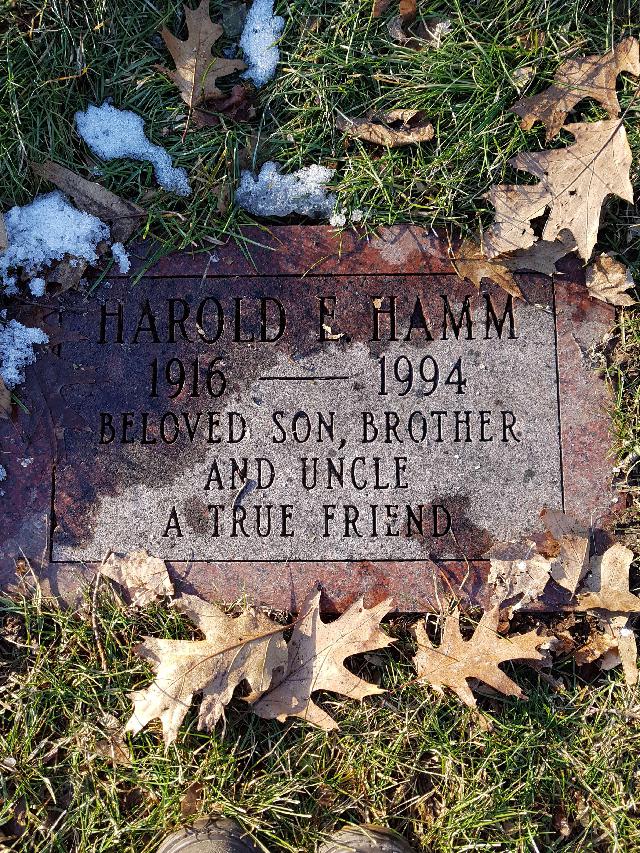 HAROLD E. HAMM
1916 — 1994
BELOVED SON, BROTHER
AND UNCLE
A TRUE FRIEND